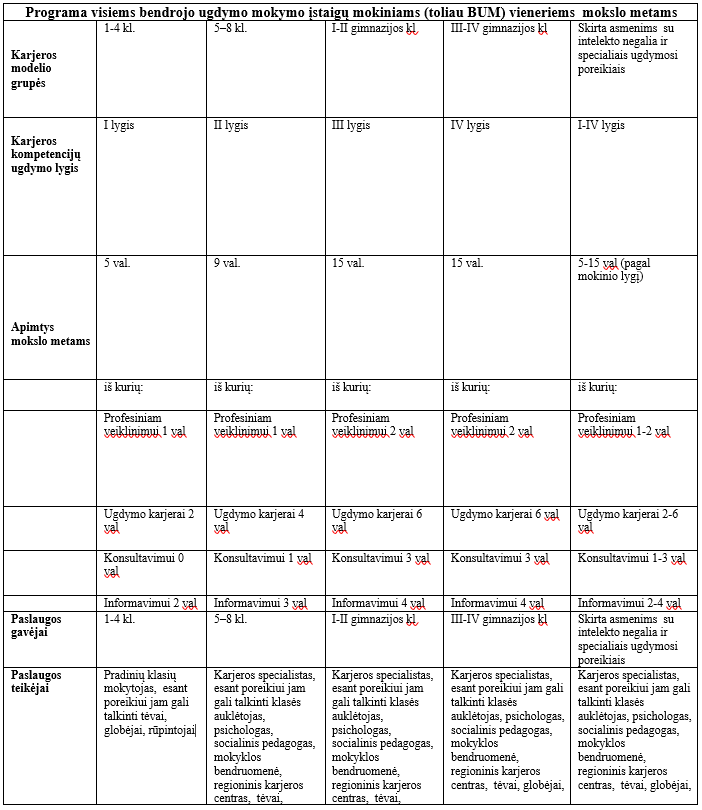 Programa visiems bendrojo ugdymo mokymo įstaigų mokiniams (toliau BUM) vieneriems mokslo metams
Karjeros
modelio
grupės
1-4 kl.
5–8 kl.
I-II gimnazijos kl.
III-IV gimnazijos kl
Skirta asmenims su
intelekto negalia ir
specialiais ugdymosi
poreikiais
Karjeros
kompetencijų
ugdymo lygis
I lygis
II lygis
III lygis
IV lygis
I-IV lygis
Apimtys
mokslo metams
5 val.
9 val.
15 val.
15 val.
5-15 val (pagal
mokinio lygį)
iš kurių:
iš kurių:
iš kurių:
iš kurių:
iš kurių:
Profesiniam
veiklinimui 1 val
Profesiniam
veiklinimui 1 val
Profesiniam
veiklinimui 2 val
Profesiniam
veiklinimui 2 val
Profesiniam
veiklinimui 1-2 val
Ugdymo karjerai 2
val
Ugdymo karjerai 4
val
Ugdymo karjerai 6
val
Ugdymo karjerai 6 val
Ugdymo karjerai 2-6
val
Konsultavimui 0
val
Konsultavimui 1 val
Konsultavimui 3 val
Konsultavimui 3 val
Konsultavimui 1-3 val
Informavimui 2 val
Informavimui 3 val
Informavimui 4 val
Informavimui 4 val
Informavimui 2-4 val
Paslaugos
gavėjai
1-4 kl.
5–8 kl.
I-II gimnazijos kl.
III-IV gimnazijos kl
Skirta asmenims su
intelekto negalia ir
specialiais ugdymosi
poreikiais
Paslaugos
teikėjai
Pradinių klasių
mokytojas, esant
poreikiui jam gali
talkinti tėvai,
globėjai, rūpintojai
Karjeros specialistas,
esant poreikiui jam
gali talkinti klasės
auklėtojas,
psichologas,
socialinis pedagogas,
mokyklos
bendruomenė,
regioninis karjeros
centras, tėvai,
Karjeros specialistas,
esant poreikiui jam
gali talkinti klasės
auklėtojas,
psichologas,
socialinis pedagogas,
mokyklos
bendruomenė,
regioninis karjeros
centras, tėvai,
Karjeros specialistas,
esant poreikiui jam gali
talkinti klasės
auklėtojas, psichologas,
socialinis pedagogas,
mokyklos
bendruomenė,
regioninis karjeros
centras, tėvai, globėjai,
Karjeros specialistas,
esant poreikiui jam gali
talkinti klasės
auklėtojas, psichologas,
socialinis pedagogas,
mokyklos
bendruomenė,
regioninis karjeros
centras, tėvai, globėjai,